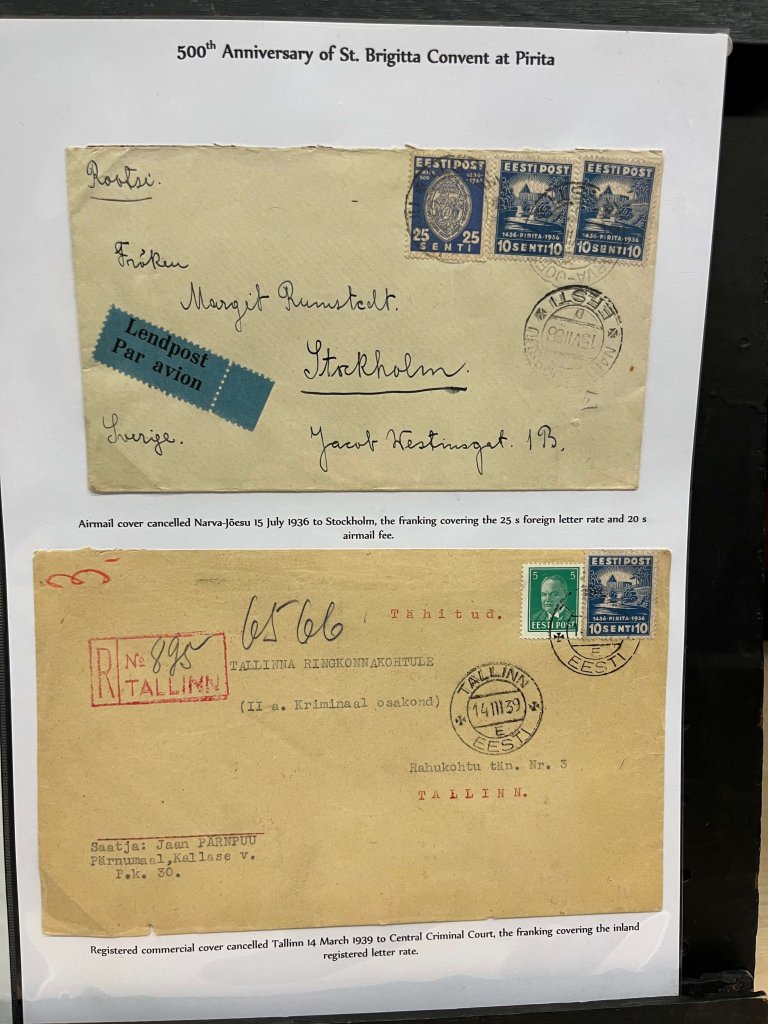 500th Anniversary of St. Brigitta Convent at Pirita
Rootsi.
EESTI POST
1436-
25 25
SENTI
EESTI POST
1436-PIRITA-1936
10 SENTI 10
EESTI POST
1436-PIRITA-1936
10 SENTI 10
Fröken
Margit Rumstedt.
EESTI
D
Lendpost
Par avion
Stockholm.
Sverige.
Jacob Westinsgat. 1B.
Airmail cover cancelled Narva-Jõesu 15 July 1936 to Stockholm, the franking covering the 25 s foreign letter rate and 20 s
airmail fee.
5 5
EESTI POST
EESTI POST
1436-PIRITA-1936
10 SENTI 10
E
EESTI
6566
Tähitud.
R № 895
TALLINN
TALLINNA RINGKONNAKOHTULE
(II a. Kriminaal osakond)
TALLINN
14 III 39
E
EESTI
Rahukohtu tän. Nr. 3
TALLINN.
Saatja: Jaan PÄRNPUU
Pärnumaal, Kallase v.
P.k. 30.
Registered commercial cover cancelled Tallinn 14 March 1939 to Central Criminal Court, the franking covering the inland
registered letter rate.